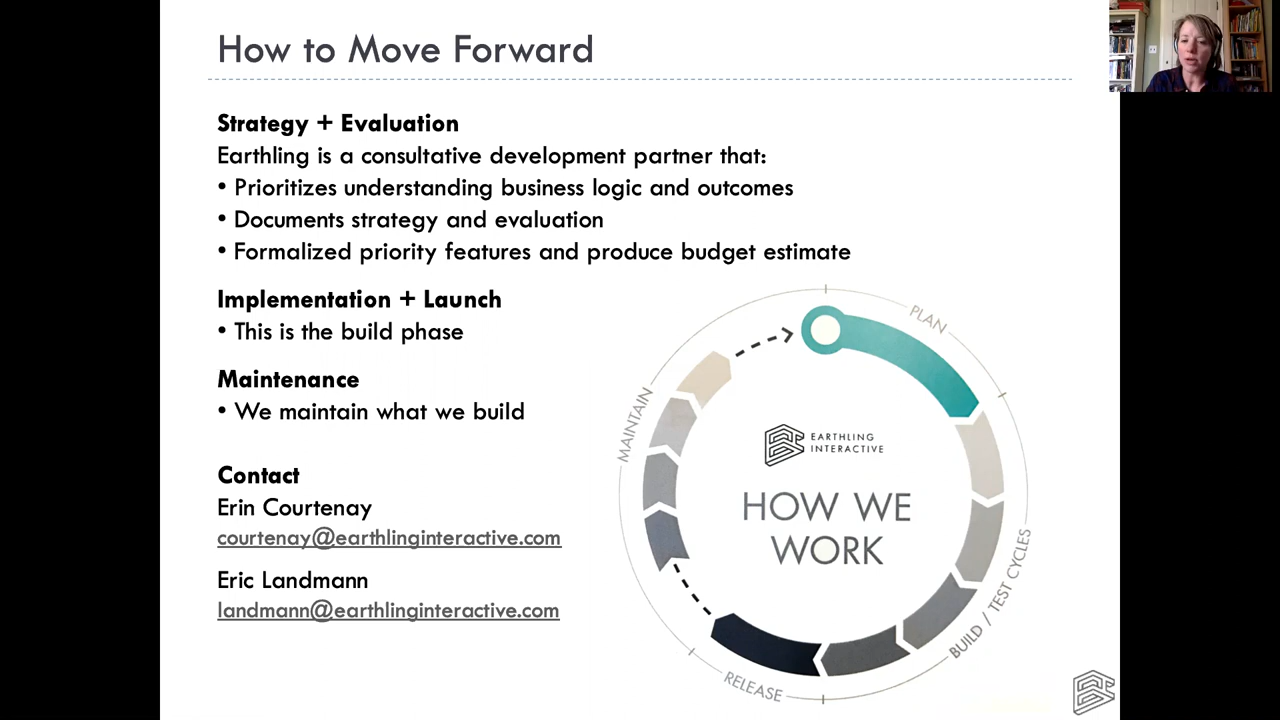 How to Move Forward
Strategy + Evaluation
Earthling is a consultative development partner that:
• Prioritizes understanding business logic and outcomes
• Documents strategy and evaluation
• Formalized priority features and produce budget estimate
Implementation + Launch
• This is the build phase
Maintenance
• We maintain what we build
Contact
Erin Courtenay
courtenay@earthlinginteractive.com
Eric Landmann
landmann@earthlinginteractive.com
PLAN
MAINTAIN
EARTHLING
INTERACTIVE
HOW WE
WORK
BUILD / TEST CYCLES
RELEASE